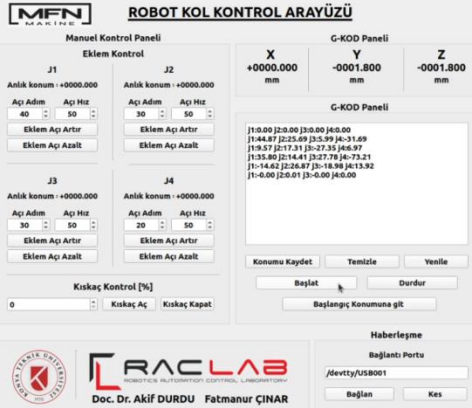 MFN
MAKİNE
ROBOT KOL KONTROL ARAYÜZÜ
Manuel Kontrol Paneli
Eklem Kontrol
J1
Anlık konum : +0000.000
Açı Adım Açı Hız
40 50
Eklem Açı Artır
Eklem Açı Azalt
J2
Anlık konum : +0000.000
Açı Adım Açı Hız
30 50
Eklem Açı Artır
Eklem Açı Azalt
J3
Anlık konum : +0000.000
Açı Adım Açı Hız
30 50
Eklem Açı Artır
Eklem Açı Azalt
J4
Anlık konum : +0000.000
Açı Adım Açı Hız
20 50
Eklem Açı Artır
Eklem Açı Azalt
Kıskaç Kontrol [%]
0 Kıskaç Aç Kıskaç Kapat
G-KOD Paneli
X Y Z
+0000.000 -0001.800 -0001.800
mm mm mm
G-KOD Paneli
j1:0.00 j2:0.00 j3:0.00 j4:0.00
j1:44.87 j2:25.69 j3:5.99 j4:-31.69
j1:9.57 j2:17.31 j3:-27.35 j4:6.97
j1:35.80 j2:14.41 j3:27.78 j4:-73.21
j1:-14.62 j2:26.87 j3:-18.98 j4:13.92
j1:-0.00 j2:0.01 j3:-0.00 j4:0.00
Konumu Kaydet Temizle Yenile
Başlat Durdur
Başlangıç Konumuna git
KONYA TEKNİK ÜNİVERSİTESİ
RACLAB
ROBOTICS AUTOMATION CONTROL LABORATORY
Doc. Dr. Akif DURDU Fatmanur ÇINAR
Haberleşme
Bağlantı Portu
/devtty/USB001
Bağlan Kes